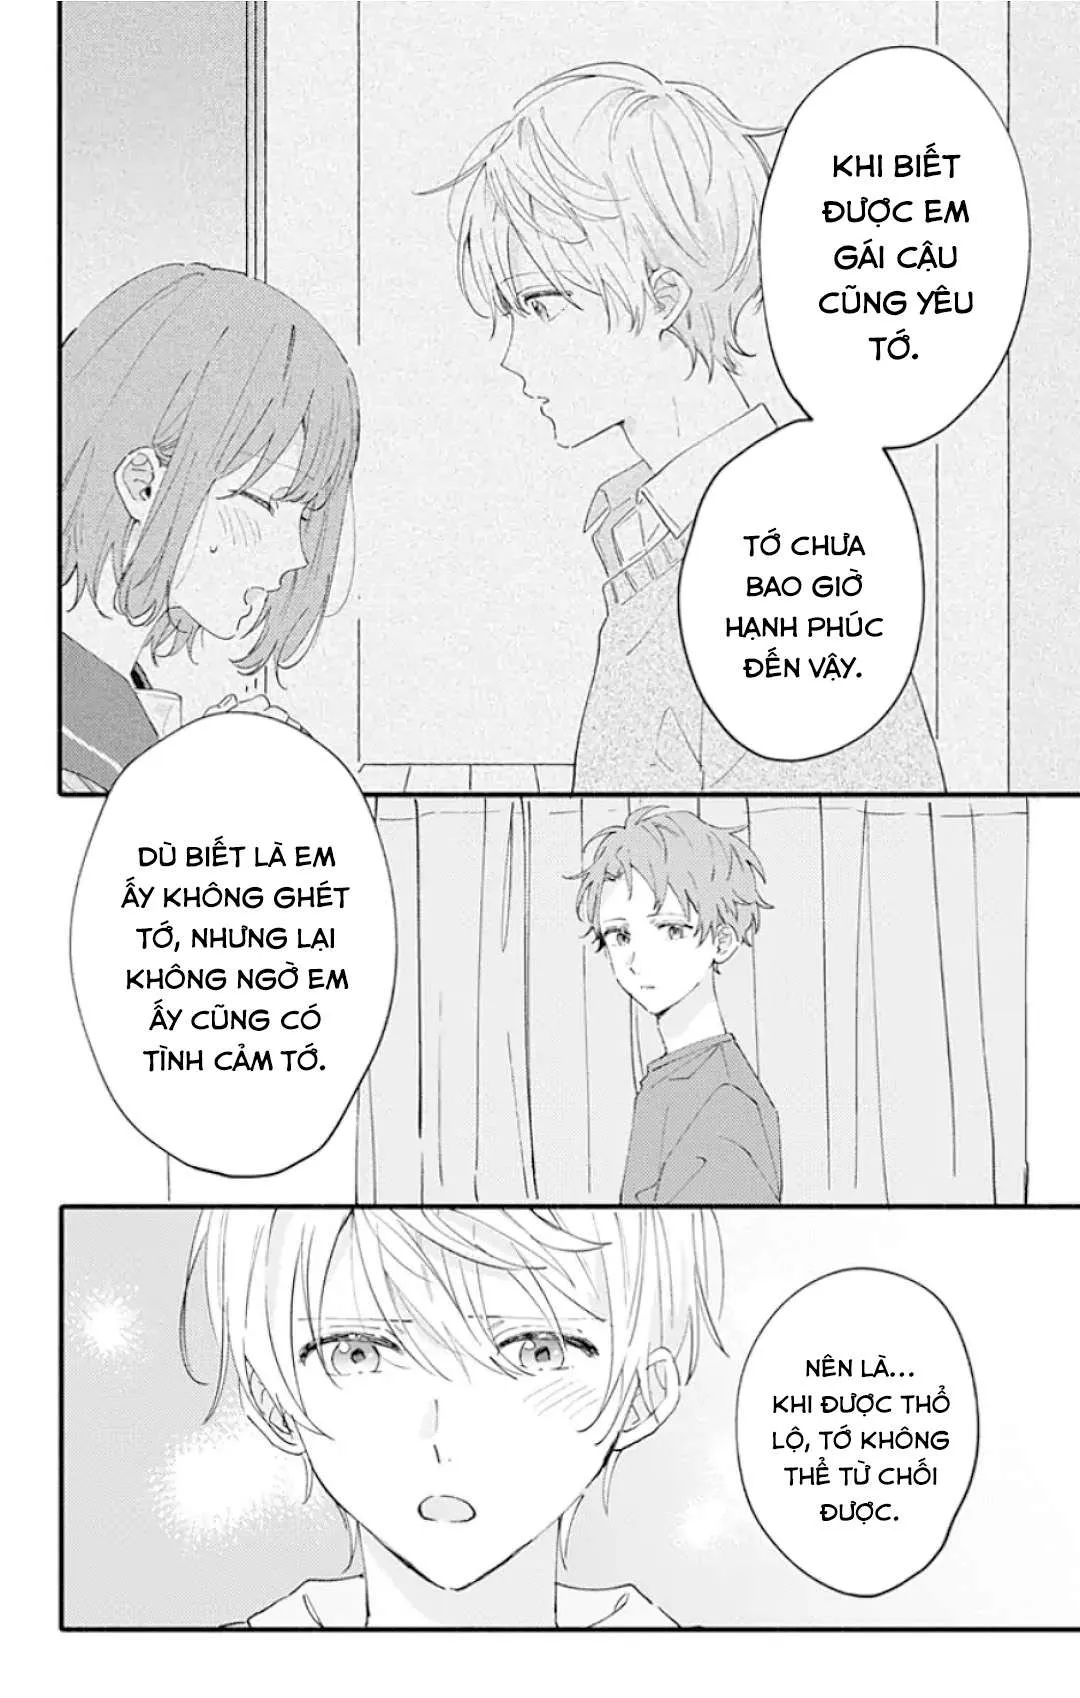 KHI BIẾT
ĐƯỢC EM
GÁI CẬU
CŨNG YÊU
TỚ.
TỚ CHƯA
BAO GIỜ
HẠNH PHÚC
ĐẾN VẬY.
DÙ BIẾT LÀ EM
ẤY KHÔNG GHÉT
TỚ, NHƯNG LẠI
KHÔNG NGỜ EM
ẤY CŨNG CÓ
TÌNH CẢM TỚ.
NÊN LÀ...
KHI ĐƯỢC THỔ
LỘ, TỚ KHÔNG
THỂ TỪ CHỐI
ĐƯỢC.